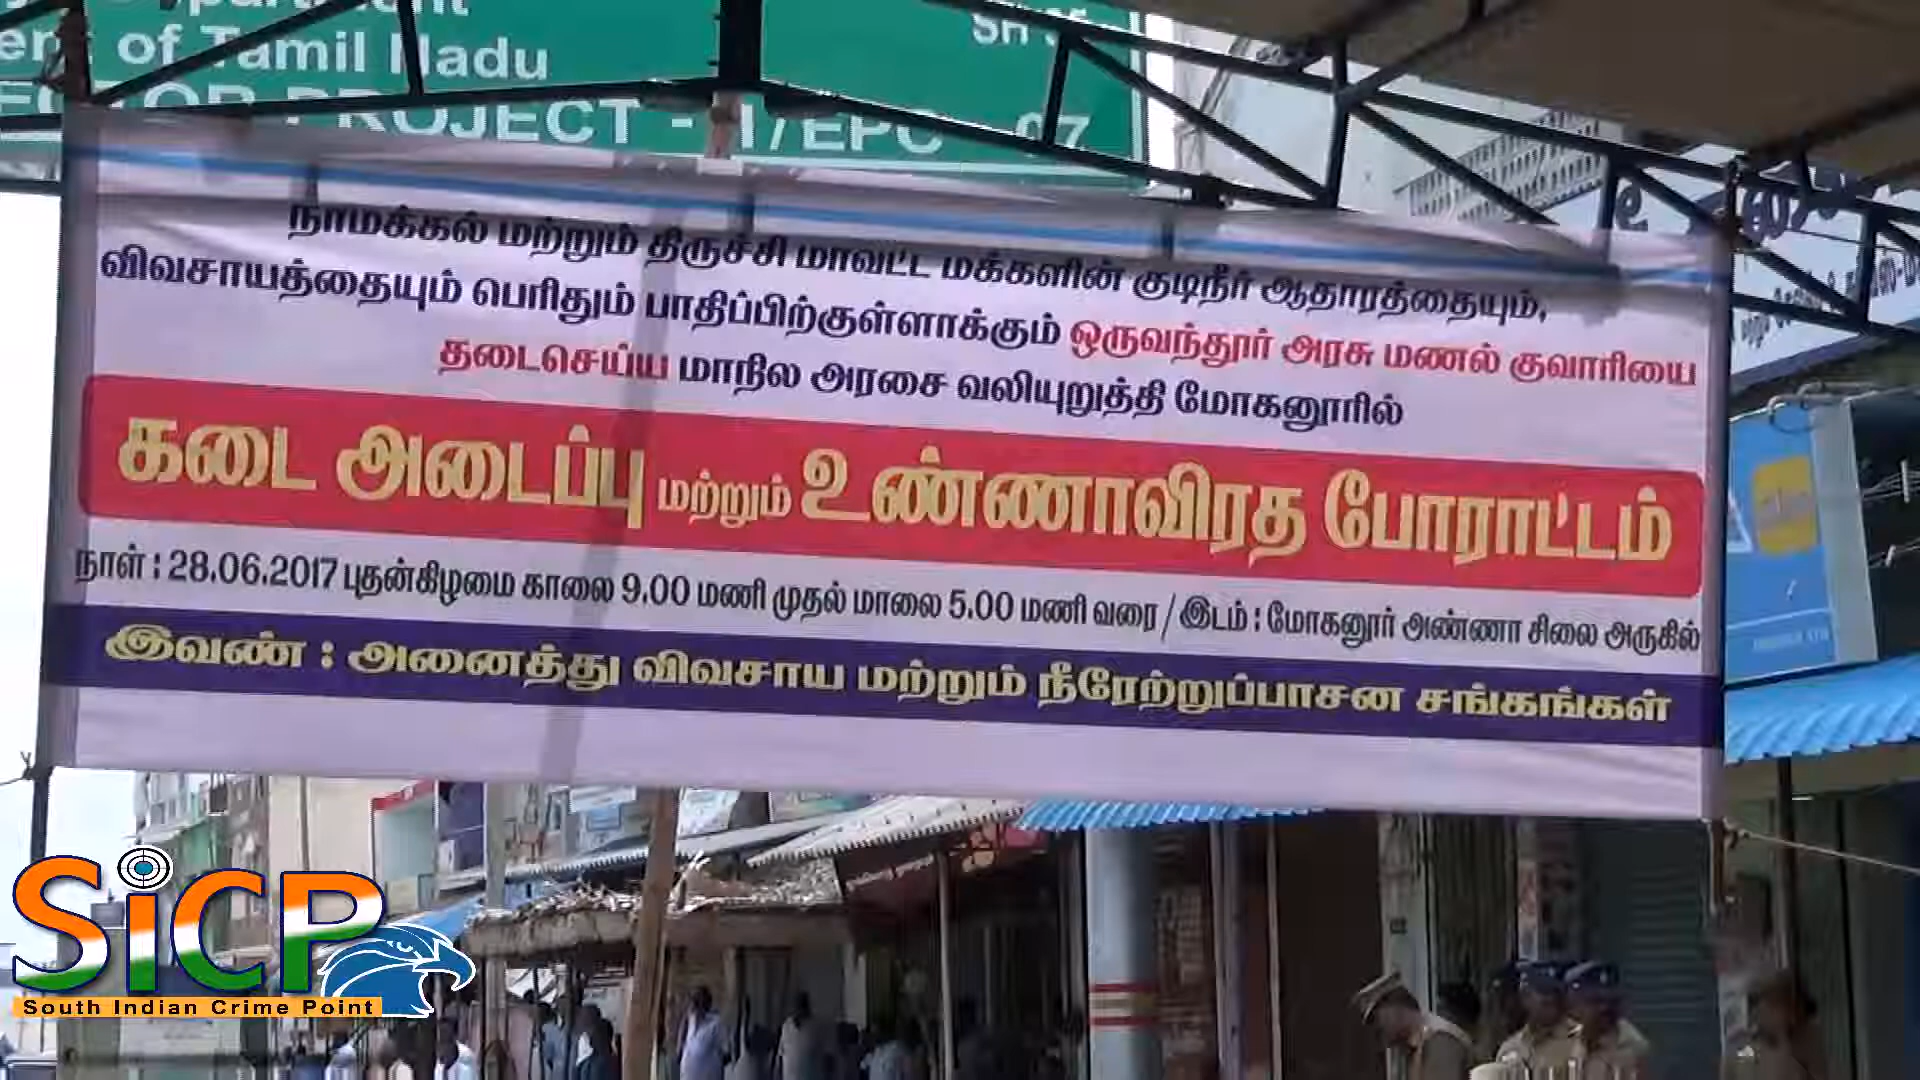 ent of Tamil Nadu
PROJECT - I/EPC - 07
நாமக்கல் மற்றும் திருச்சி மாவட்ட மக்களின் குடிநீர் ஆதாரத்தையும்,
விவசாயத்தையும் பெரிதும் பாதிப்பிற்குள்ளாக்கும் ஒருவந்தூர் அரசு மணல் குவாரியை
தடைசெய்ய மாநில அரசை வலியுறுத்தி மோகனூரில்
கடை அடைப்பு மற்றும் உண்ணாவிரத போராட்டம்
நாள் : 28.06.2017 புதன்கிழமை காலை 9.00 மணி முதல் மாலை 5.00 மணி வரை / இடம் : மோகனூர் அண்ணா சிலை அருகில்
இவண் : அனைத்து விவசாய மற்றும் நீரேற்றுப்பாசன சங்கங்கள்
SiCP
South Indian Crime Point